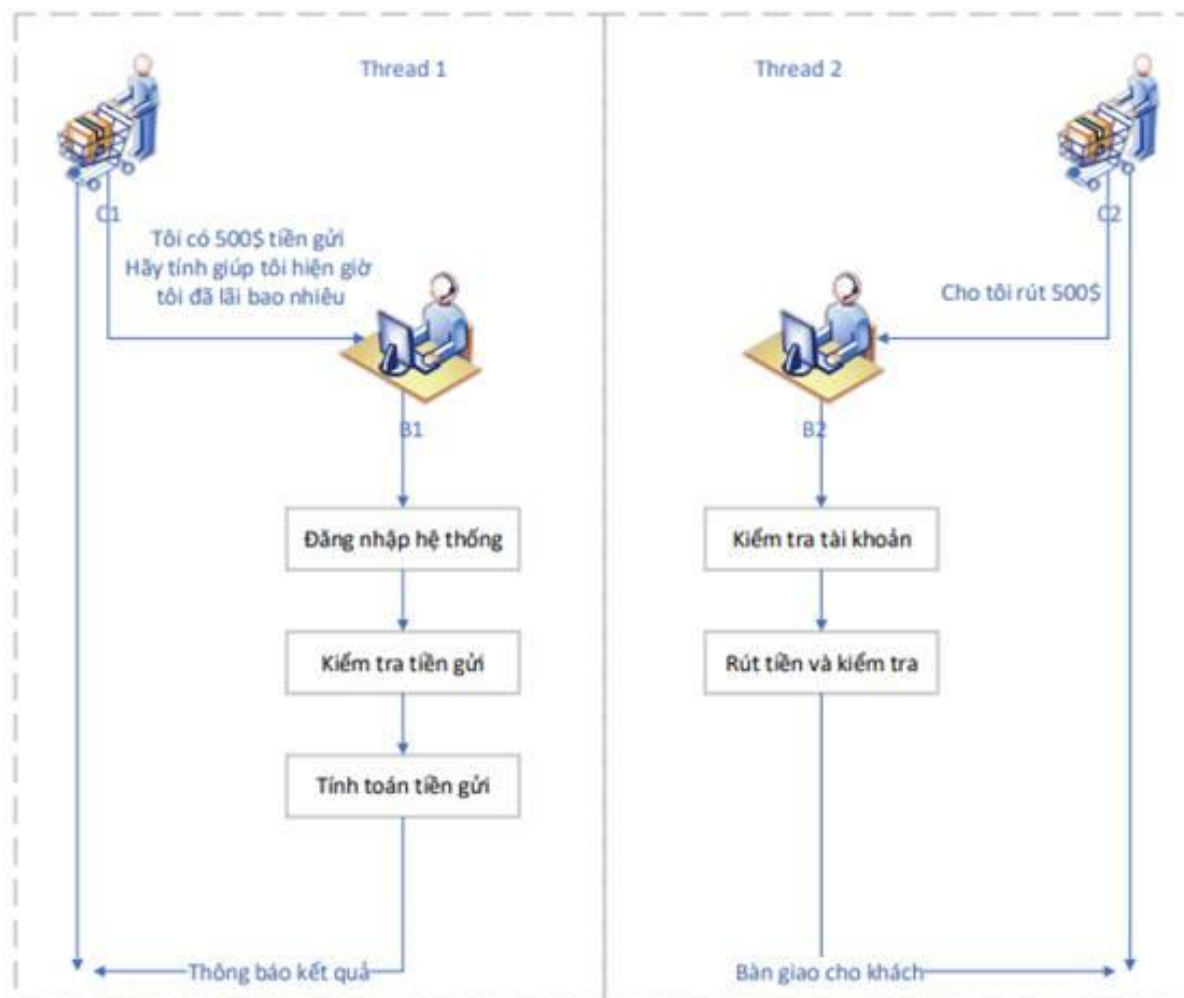 Thread 1
Thread 2
C1
C2
Tôi có 500$ tiền gửi
Hãy tính giúp tôi hiện giờ
tôi đã lãi bao nhiêu
Cho tôi rút 500$
B1
B2
Đăng nhập hệ thống
Kiểm tra tài khoản
Kiểm tra tiền gửi
Rút tiền và kiểm tra
Tính toán tiền gửi
Thông báo kết quả
Bàn giao cho khách